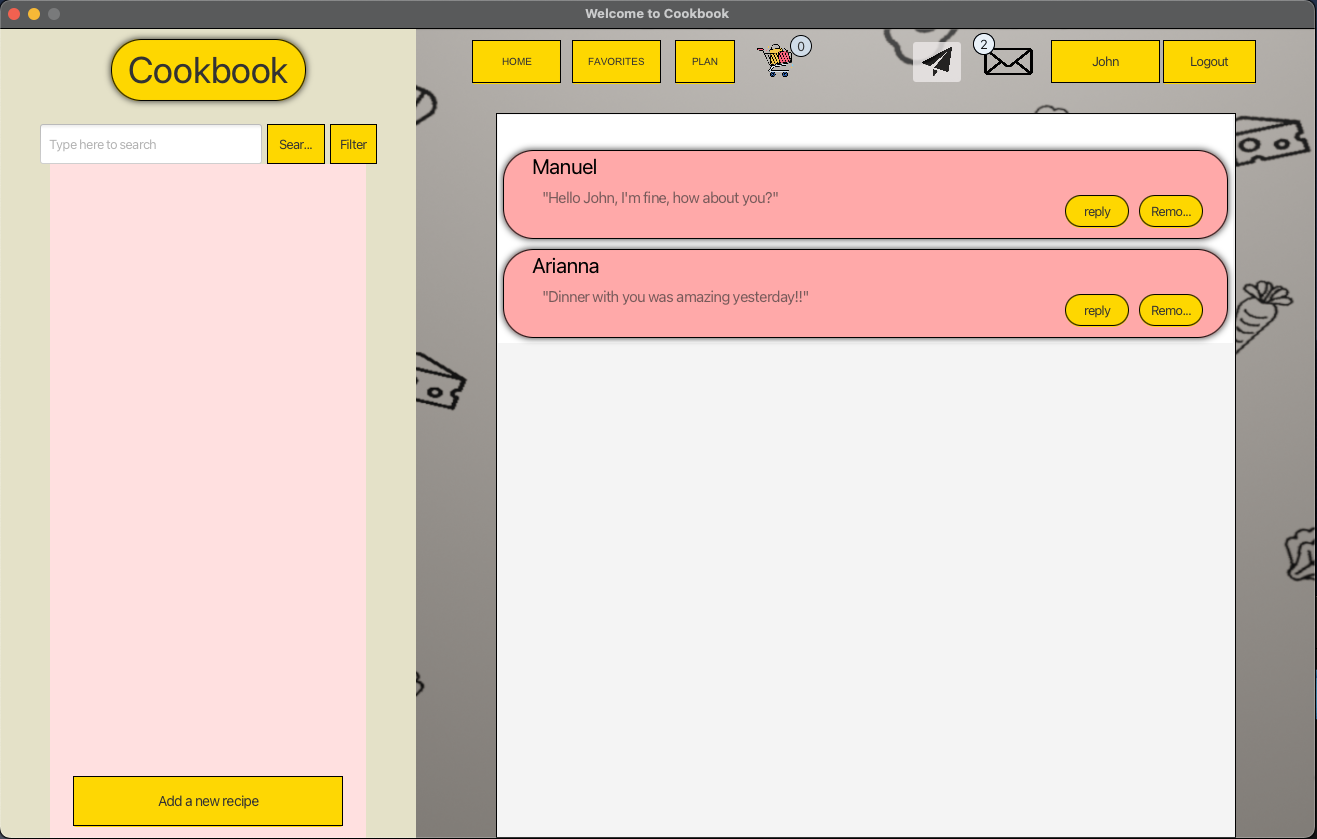 Welcome to Cookbook
Cookbook
HOME
FAVORITES
PLAN
0
2
John
Logout
Type here to search
Sear...
Filter
Manuel
"Hello John, I'm fine, how about you?"
reply
Remo...
Arianna
"Dinner with you was amazing yesterday!!"
reply
Remo...
Add a new recipe